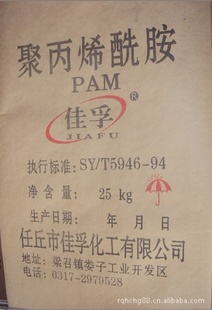 聚丙烯酰胺
PAM
佳孚®
JIAFU
执行标准: SY/T5946-94
净含量: 25 kg
生产日期: 年 月 日
任丘市佳孚化工有限公司
地址: 梁召镇娄子工业开发区
电话: 0317-2979528
rqhchg88.cn.alibaba.com